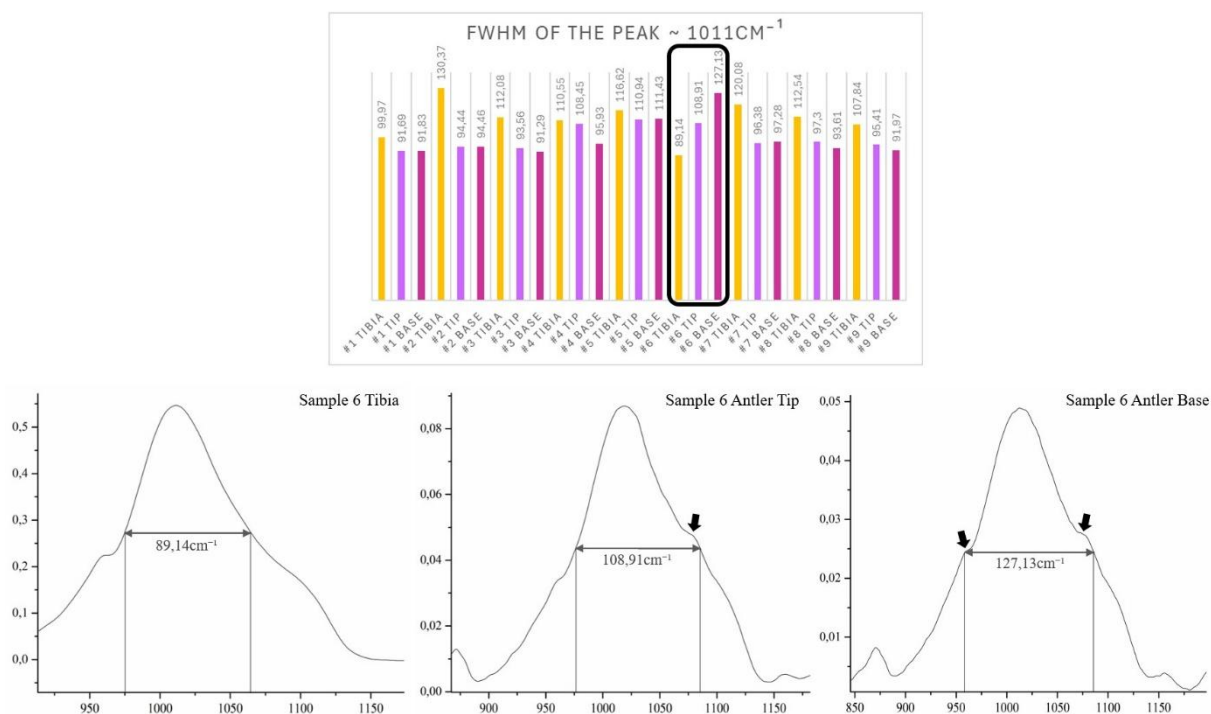 FWHM OF THE PEAK ~ 1011CM⁻¹
99,97
91,69
91,83
130,37
94,44
94,46
112,08
93,56
91,29
110,55
108,45
95,93
116,62
110,94
111,43
89,14
108,91
127,13
120,08
96,38
97,28
112,54
97,3
93,61
107,84
95,41
91,97
#1 TIBIA
#1 TIP
#1 BASE
#2 TIBIA
#2 TIP
#2 BASE
#3 TIBIA
#3 TIP
#3 BASE
#4 TIBIA
#4 TIP
#4 BASE
#5 TIBIA
#5 TIP
#5 BASE
#6 TIBIA
#6 TIP
#6 BASE
#7 TIBIA
#7 TIP
#7 BASE
#8 TIBIA
#8 TIP
#8 BASE
#9 TIBIA
#9 TIP
#9 BASE
Sample 6 Tibia
0,5
0,4
0,3
0,2
0,1
0,0
89,14cm⁻¹
950 1000 1050 1100 1150
Sample 6 Antler Tip
0,08
0,06
0,04
0,02
0,00
108,91cm⁻¹
900 950 1000 1050 1100 1150
Sample 6 Antler Base
0,05
0,04
0,03
0,02
0,01
127,13cm⁻¹
850 900 950 1000 1050 1100 1150